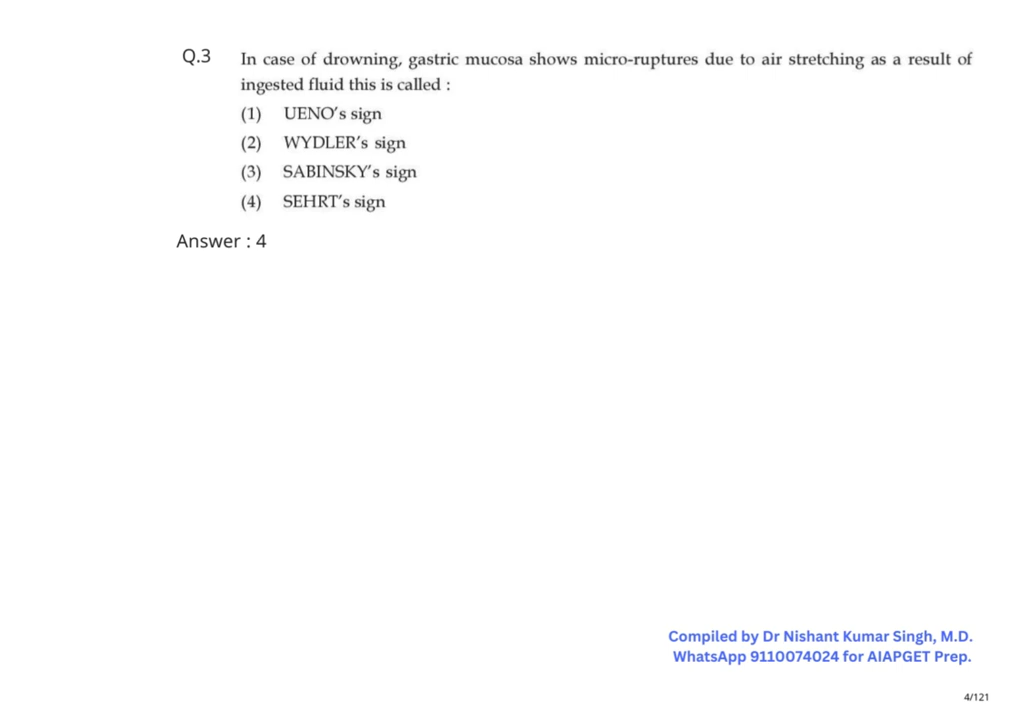 Q.3 In case of drowning, gastric mucosa shows micro-ruptures due to air stretching as a result of
ingested fluid this is called :
(1) UENO's sign
(2) WYDLER's sign
(3) SABINSKY's sign
(4) SEHRT's sign
Answer : 4
Compiled by Dr Nishant Kumar Singh, M.D.
WhatsApp 9110074024 for AIAPGET Prep.
4/121